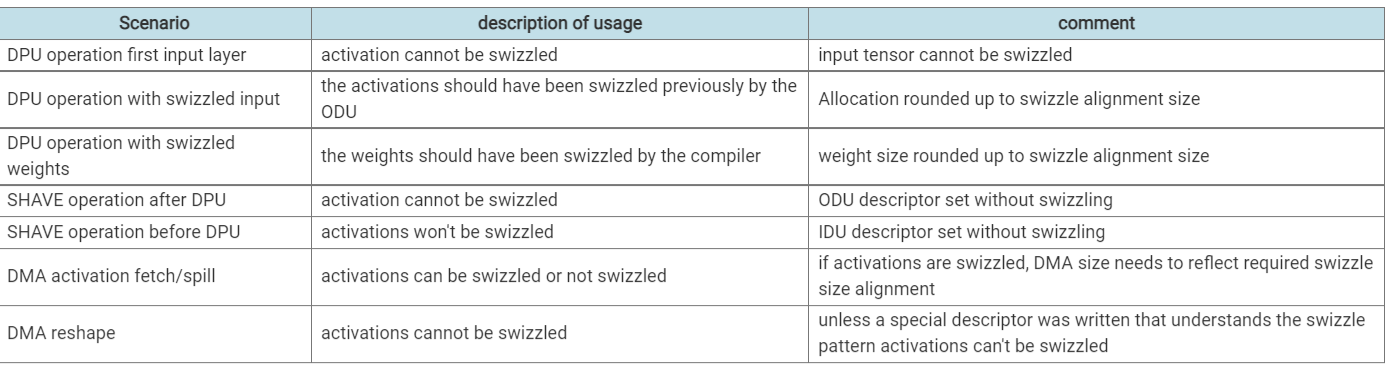 Scenario description of usage comment
DPU operation first input layer activation cannot be swizzled input tensor cannot be swizzled
DPU operation with swizzled input
the activations should have been swizzled previously by the
ODU
Allocation rounded up to swizzle alignment size
DPU operation with swizzled
weights
the weights should have been swizzled by the compiler
weight size rounded up to swizzle alignment size
SHAVE operation after DPU activation cannot be swizzled ODU descriptor set without swizzling
SHAVE operation before DPU activations won't be swizzled IDU descriptor set without swizzling
DMA activation fetch/spill
activations can be swizzled or not swizzled
if activations are swizzled, DMA size needs to reflect required swizzle
size alignment
DMA reshape
activations cannot be swizzled
unless a special descriptor was written that understands the swizzle
pattern activations can't be swizzled